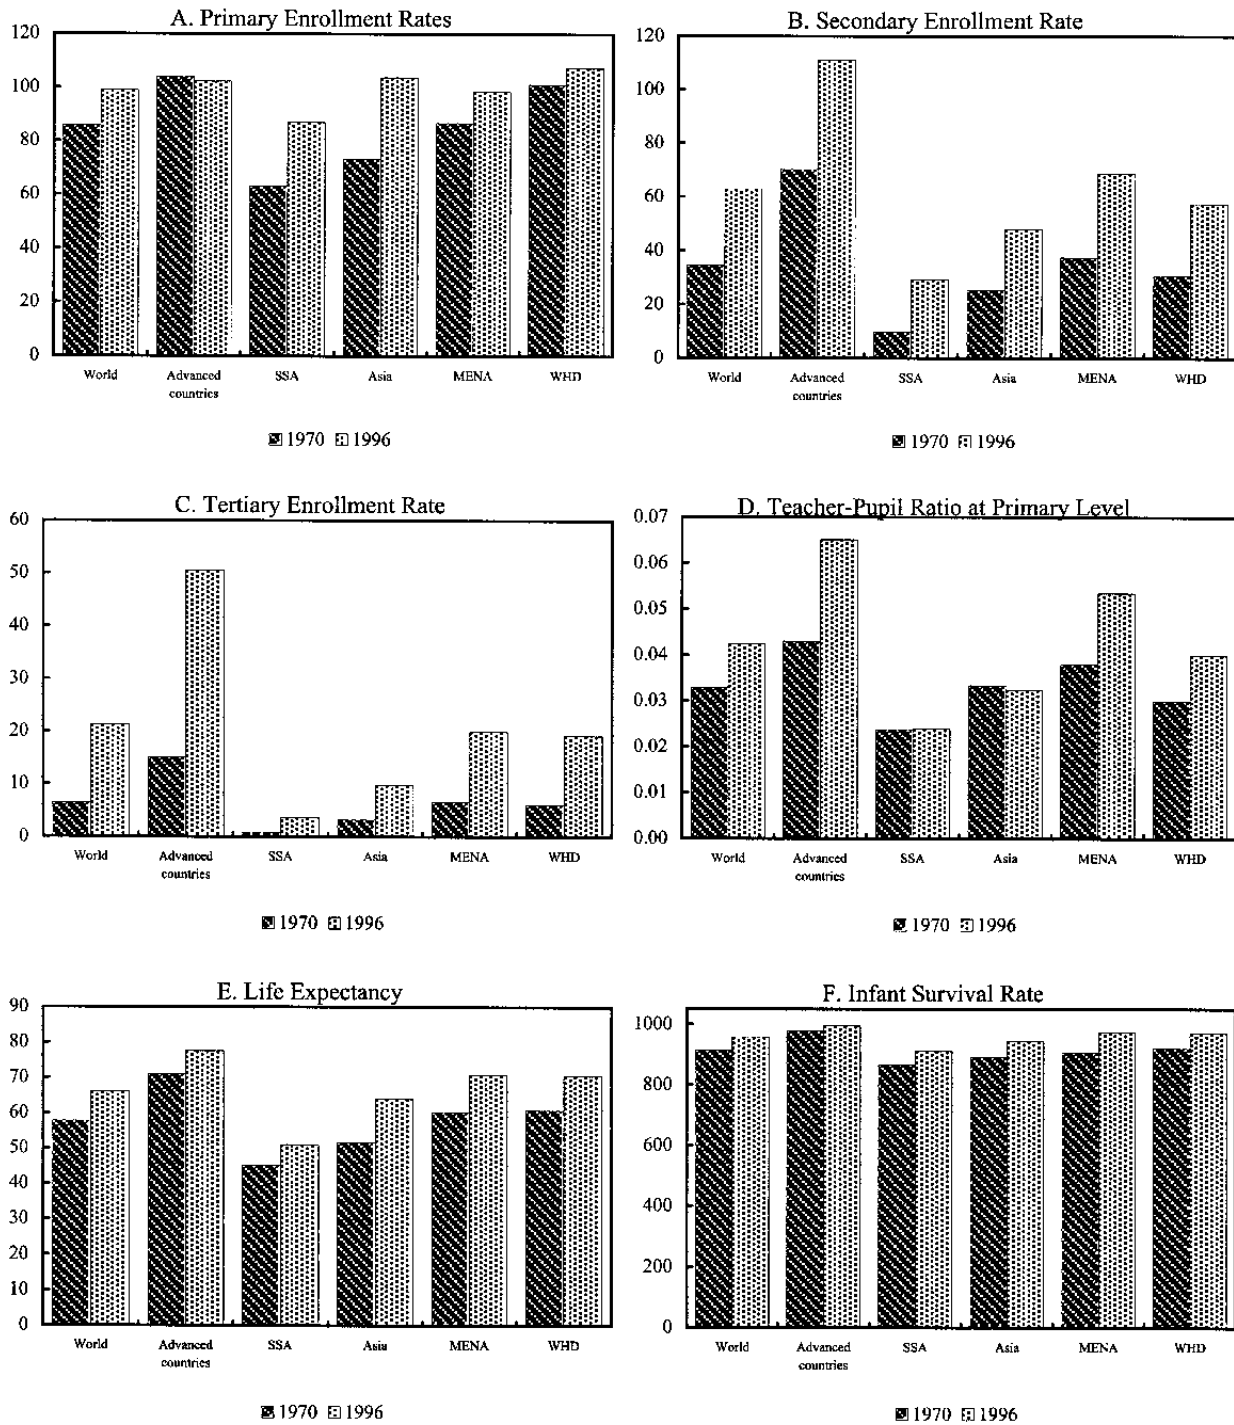 A. Primary Enrollment Rates
120
100
80
60
40
20
0
World
Advanced countries
SSA
Asia
MENA
WHD
1970 1996
B. Secondary Enrollment Rate
120
100
80
60
40
20
0
World
Advanced countries
SSA
Asia
MENA
WHD
1970 1996
C. Tertiary Enrollment Rate
60
50
40
30
20
10
0
World
Advanced countries
SSA
Asia
MENA
WHD
1970 1996
D. Teacher-Pupil Ratio at Primary Level
0.07
0.06
0.05
0.04
0.03
0.02
0.01
0.00
World
Advanced countries
SSA
Asia
MENA
WHD
1970 1996
E. Life Expectancy
90
80
70
60
50
40
30
20
10
0
World
Advanced countries
SSA
Asia
MENA
WHD
1970 1996
F. Infant Survival Rate
1000
800
600
400
200
0
World
Advanced countries
SSA
Asia
MENA
WHD
1970 1996